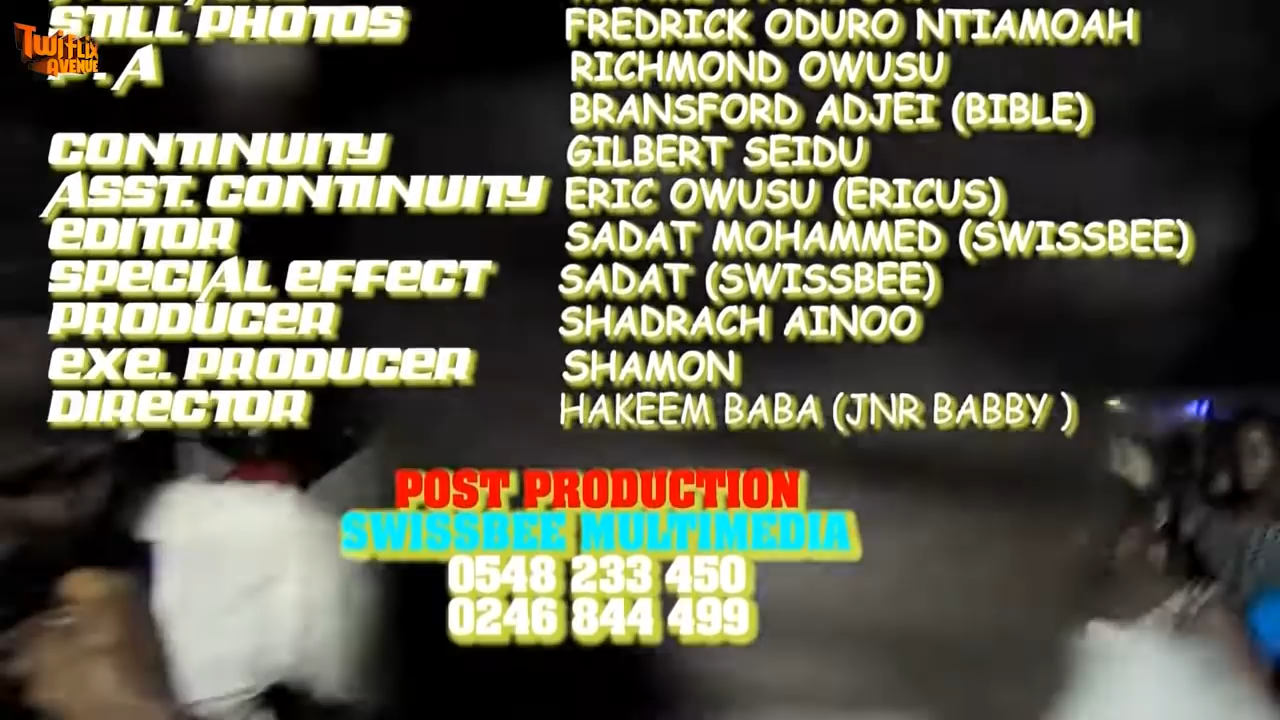 STILL PHOTOS FREDRICK ODURO NTIAMOAH
TWIFLIX AVENUE
P. A RICHMOND OWUSU
BRANSFORD ADJEI (BIBLE)
CONTINUITY GILBERT SEIDU
ASST. CONTINUITY ERIC OWUSU (ERICUS)
EDITOR SADAT MOHAMMED (SWISSBEE)
SPECIAL EFFECT SADAT (SWISSBEE)
PRODUCER SHADRACH AINOO
EXE. PRODUCER SHAMON
DIRECTOR HAKEEM BABA (JNR BABBY )
POST PRODUCTION
SWISSBEE MULTIMEDIA
0548 233 450
0246 844 499